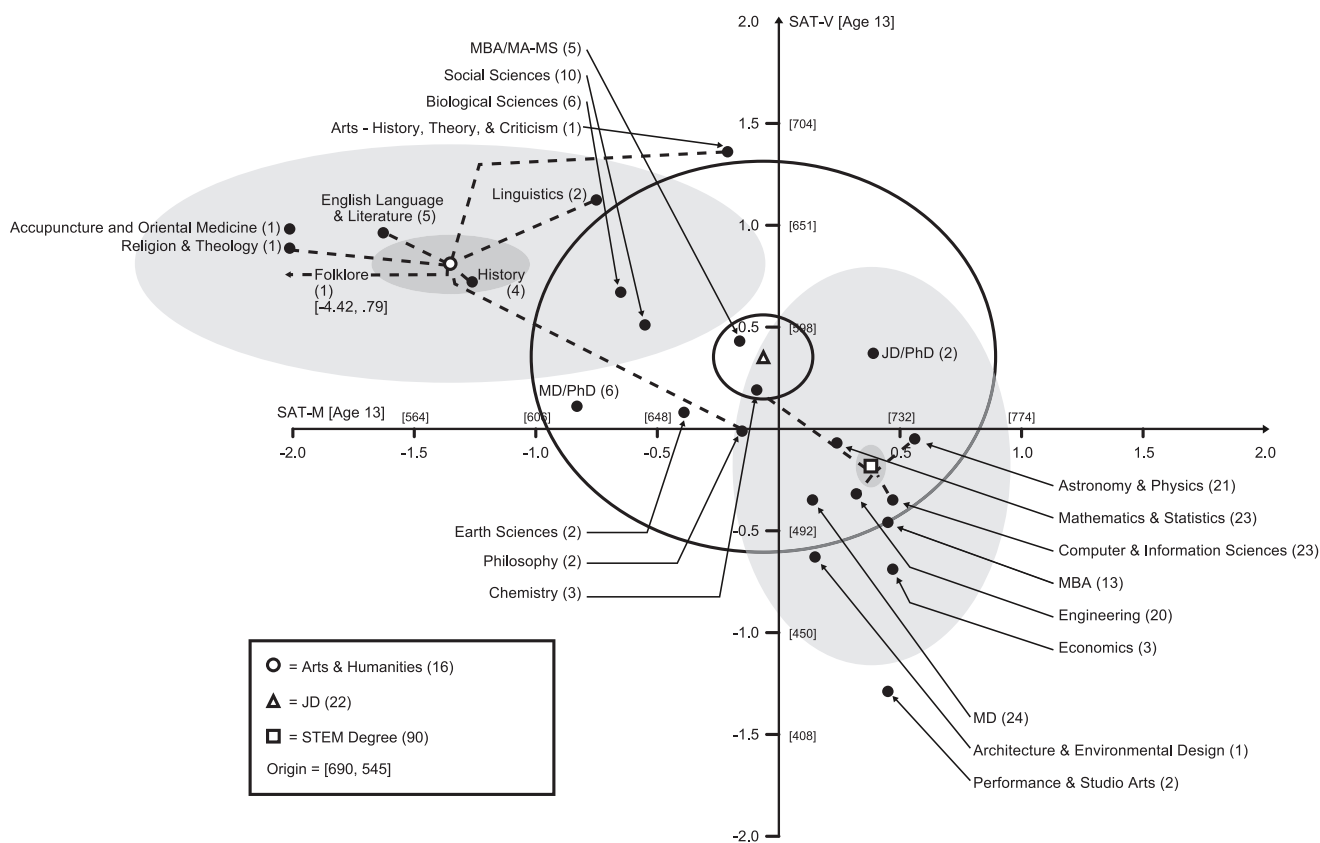 2.0
SAT-V [Age 13]
MBA/MA-MS (5)
Social Sciences (10)
Biological Sciences (6)
Arts - History, Theory, & Criticism (1)
1.5
[704]
English Language
& Literature (5)
Linguistics (2)
1.0
[651]
Accupuncture and Oriental Medicine (1)
Religion & Theology (1)
Folklore
(1)
[-4.42, .79]
History
(4)
0.5
[598]
JD/PhD (2)
MD/PhD (6)
SAT-M [Age 13]
[564]
[606]
[648]
[732]
[774]
-2.0
-1.0
-0.5
0.5
1.0
1.5
2.0
Astronomy & Physics (21)
Mathematics & Statistics (23)
Computer & Information Sciences (23)
MBA (13)
Engineering (20)
Economics (3)
Earth Sciences (2)
Philosophy (2)
Chemistry (3)
-0.5
[492]
-1.0
[450]
-1.5
[408]
-2.0
MD (24)
Architecture & Environmental Design (1)
Performance & Studio Arts (2)
= Arts & Humanities (16)
= JD (22)
= STEM Degree (90)
Origin = [690, 545]